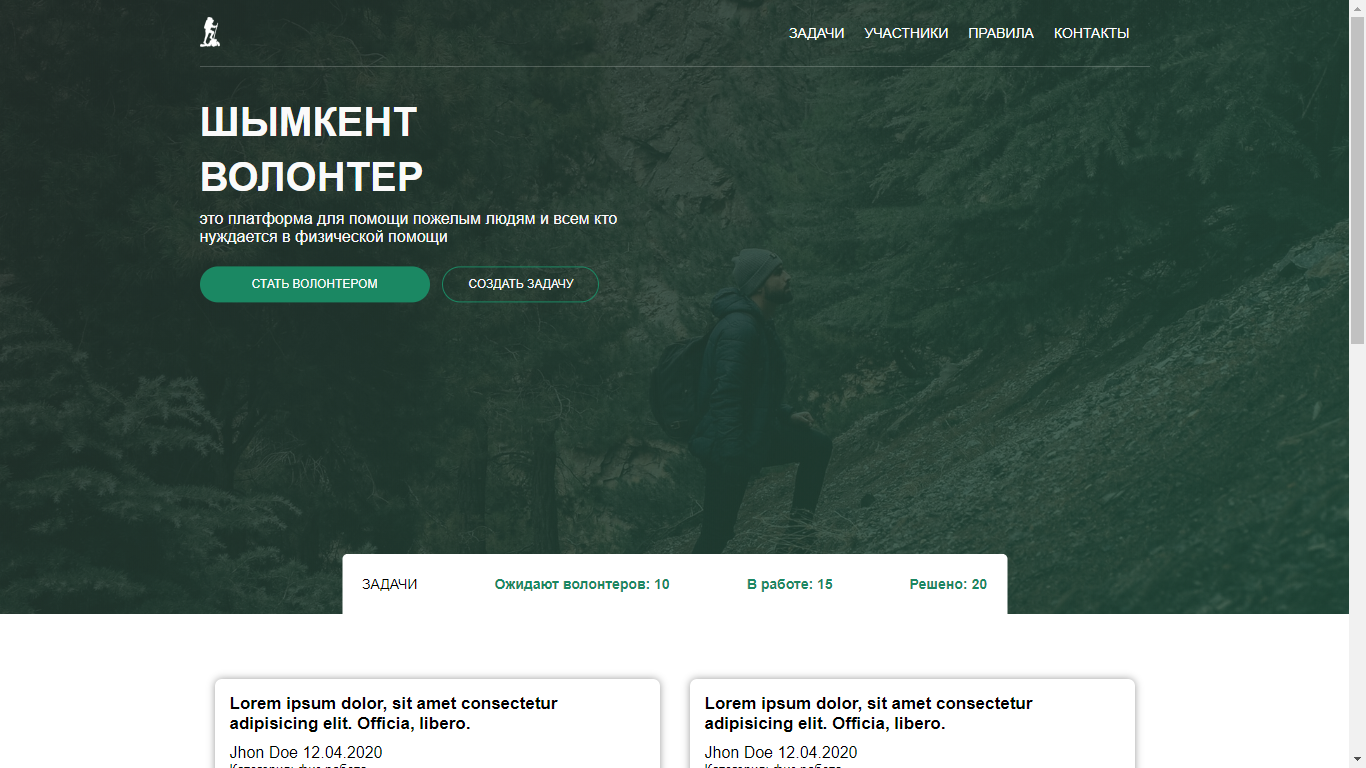 ЗАДАЧИ УЧАСТНИКИ ПРАВИЛА КОНТАКТЫ
ШЫМКЕНТ
ВОЛОНТЕР
это платформа для помощи пожелым людям и всем кто
нуждается в физической помощи
СТАТЬ ВОЛОНТЕРОМ СОЗДАТЬ ЗАДАЧУ
ЗАДАЧИ Ожидают волонтеров: 10 В работе: 15 Решено: 20
Lorem ipsum dolor, sit amet consectetur
adipisicing elit. Officia, libero.
Jhon Doe 12.04.2020
Lorem ipsum dolor, sit amet consectetur
adipisicing elit. Officia, libero.
Jhon Doe 12.04.2020